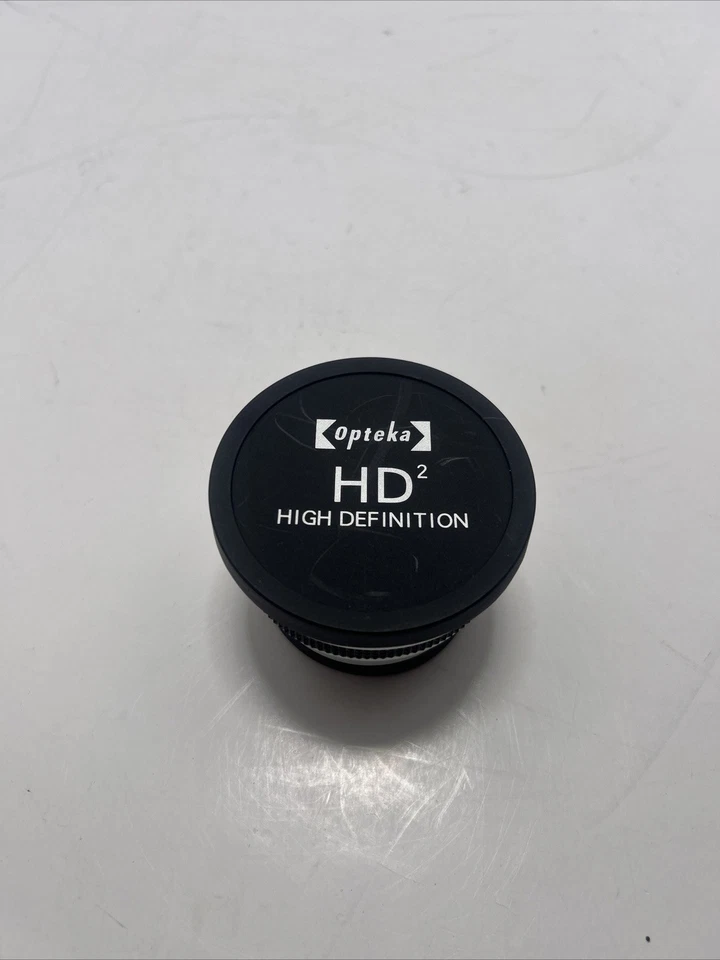 Opteka
HD²
HIGH DEFINITION